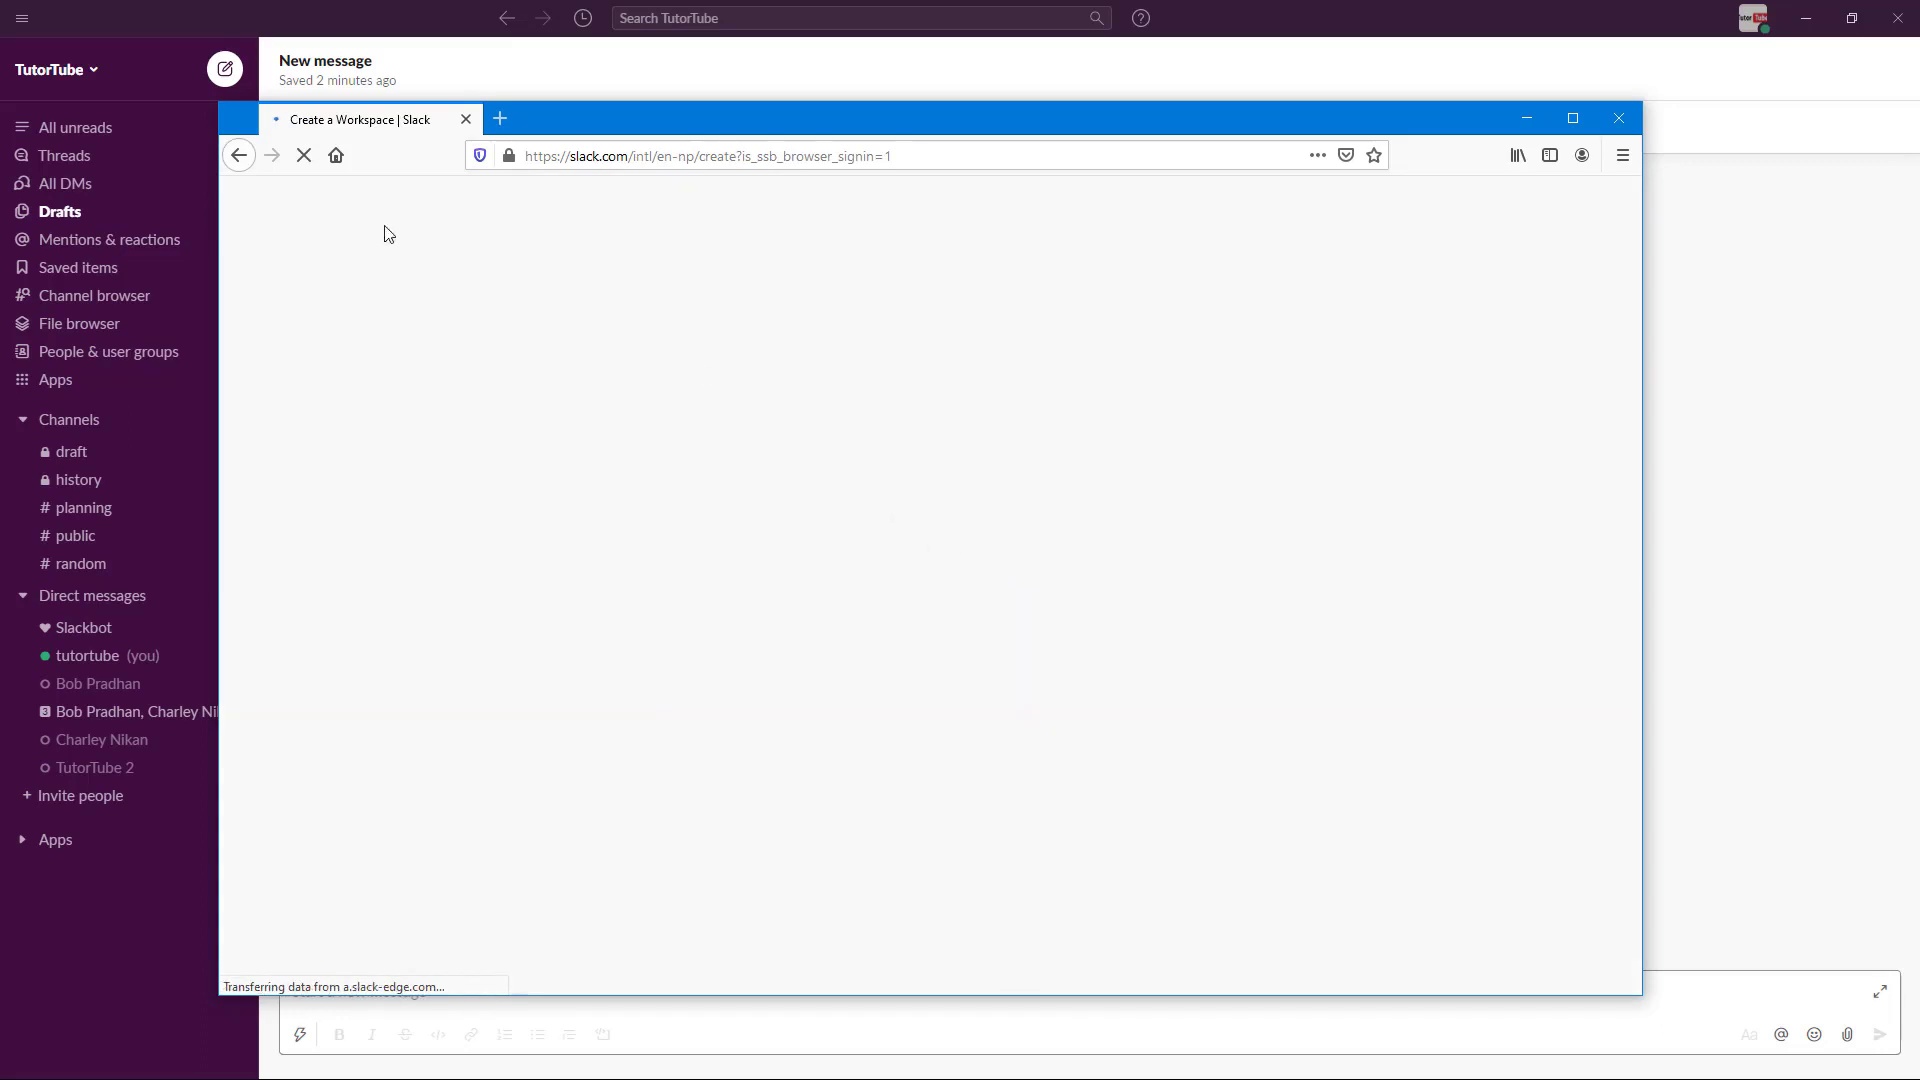 Search TutorTube
TutorTube
New message
Saved 2 minutes ago
All unreads
Threads
All DMs
Drafts
Mentions & reactions
Saved items
Channel browser
File browser
People & user groups
Apps
Channels
draft
history
# planning
# public
# random
Direct messages
Slackbot
tutortube (you)
Bob Pradhan
3 Bob Pradhan, Charley Ni
Charley Nikan
TutorTube 2
+ Invite people
Apps
Create a Workspace | Slack
https://slack.com/intl/en-np/create?is_ssb_browser_signin=1
Transferring data from a.slack-edge.com...
B I S
Aa @